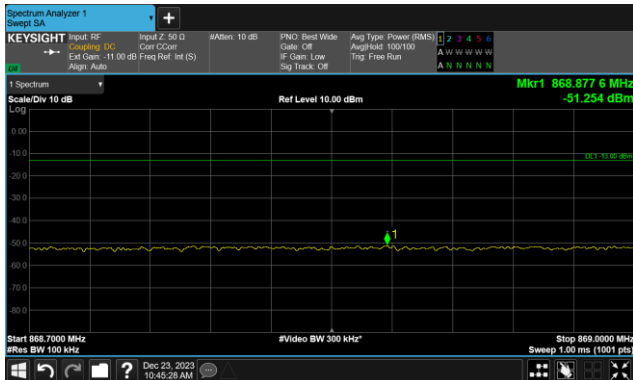 Spectrum Analyzer 1
Swept SA
KEYSIGHT
Input: RF
Coupling: DC
Ext Gain: -11.00 dB
Align: Auto
Input Z: 50 Ω
Corr CCorr
Freq Ref: Int (S)
#Atten: 10 dB
PNO: Best Wide
Gate: Off
IF Gain: Low
Sig Track: Off
Avg Type: Power (RMS)
Avg|Hold: 100/100
Trig: Free Run
1 2 3 4 5 6
A W W W W W
A N N N N N
LXI
1 Spectrum
Mkr1 868.877 6 MHz
Scale/Div 10 dB
Ref Level 10.00 dBm
-51.254 dBm
Log
0.00
-10.0
DL1 -13.00 dBm
-20.0
-30.0
-40.0
1
-50.0
-60.0
-70.0
-80.0
Start 868.7000 MHz
#Video BW 300 kHz*
Stop 869.0000 MHz
#Res BW 100 kHz
Sweep 1.00 ms (1001 pts)
?
Dec 23, 2023
10:45:28 AM